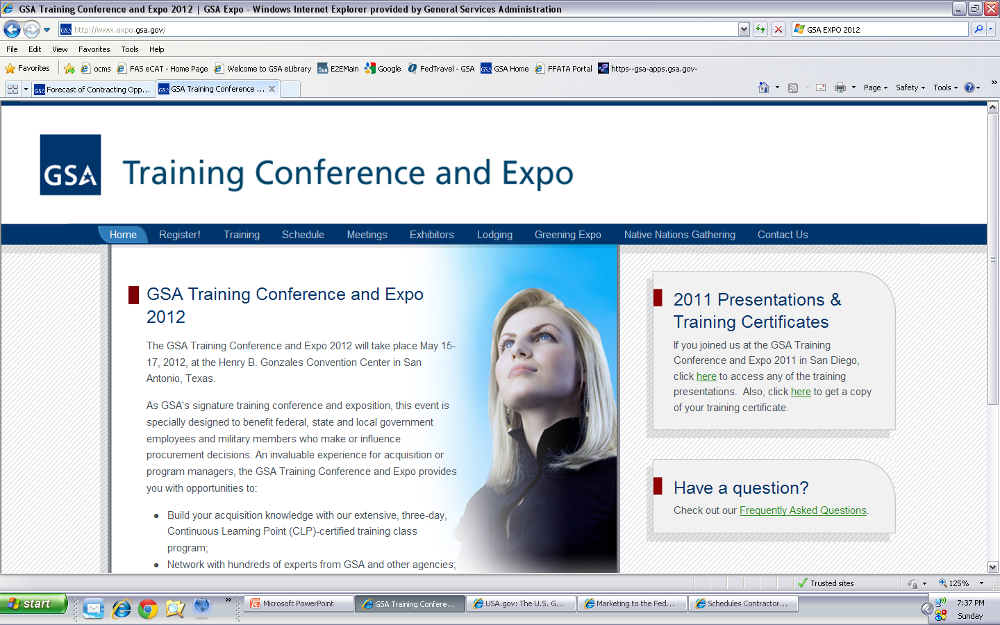 GSA Training Conference and Expo 2012 | GSA Expo - Windows Internet Explorer provided by General Services Administration
GSA http://www.expo.gsa.gov/
GSA EXPO 2012
File Edit View Favorites Tools Help
Favorites ocms FAS eCAT - Home Page Welcome to GSA eLibrary Sun E2EMain Google FedTravel - GSA GSA GSA Home FFATA Portal https--gsa-apps.gsa.gov-
GSA Forecast of Contracting Opp... GSA GSA Training Conference ... Page Safety Tools
GSA Training Conference and Expo
Home Register! Training Schedule Meetings Exhibitors Lodging Greening Expo Native Nations Gathering Contact Us
GSA Training Conference and Expo
2012
The GSA Training Conference and Expo 2012 will take place May 15-
17, 2012, at the Henry B. Gonzales Convention Center in San
Antonio, Texas.
As GSA's signature training conference and exposition, this event is
specially designed to benefit federal, state and local government
employees and military members who make or influence
procurement decisions. An invaluable experience for acquisition or
program managers, the GSA Training Conference and Expo provides
you with opportunities to:
● Build your acquisition knowledge with our extensive, three-day,
Continuous Learning Point (CLP)-certified training class
program;
● Network with hundreds of experts from GSA and other agencies;
2011 Presentations &
Training Certificates
If you joined us at the GSA Training
Conference and Expo 2011 in San Diego,
click here to access any of the training
presentations. Also, click here to get a copy
of your training certificate.
Have a question?
Check out our Frequently Asked Questions.
Trusted sites
125%
start
Microsoft PowerPoint
GSA Training Confere...
USA.gov: The U.S. G...
Marketing to the Fed...
Schedules Contractor...
7:37 PM
Sunday